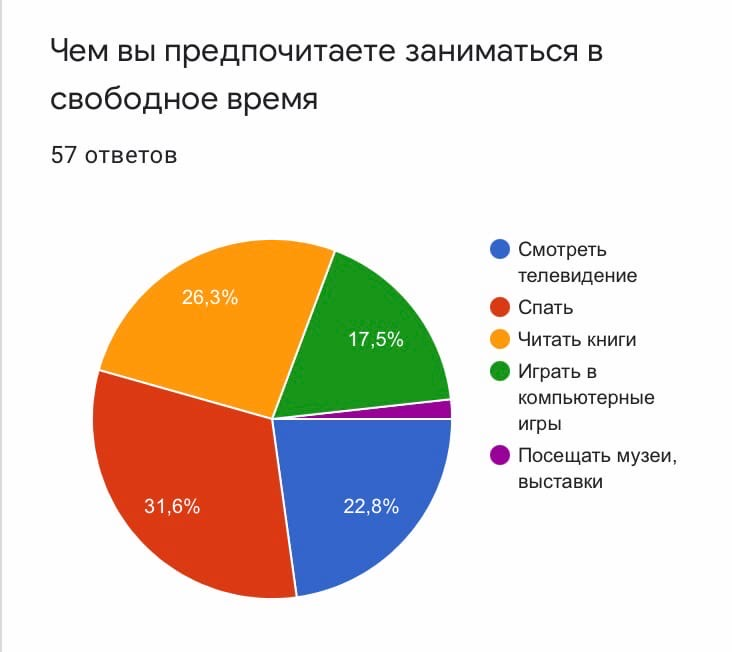 Чем вы предпочитаете заниматься в
свободное время
57 ответов
26,3%
17,5%
31,6%
22,8%
Смотреть
телевидение
Спать
Читать книги
Играть в
компьютерные
игры
Посещать музеи,
выставки